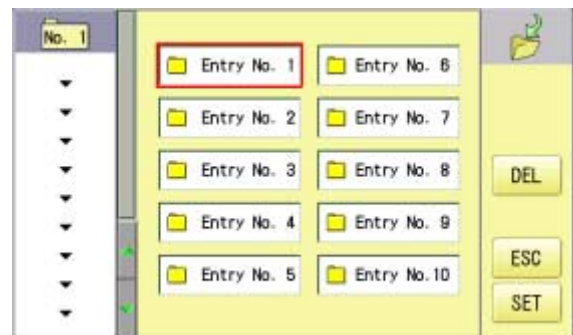 No. 1
Entry No. 1
Entry No. 6
Entry No. 2
Entry No. 7
Entry No. 3
Entry No. 8
Entry No. 4
Entry No. 9
Entry No. 5
Entry No.10
DEL
ESC
SET